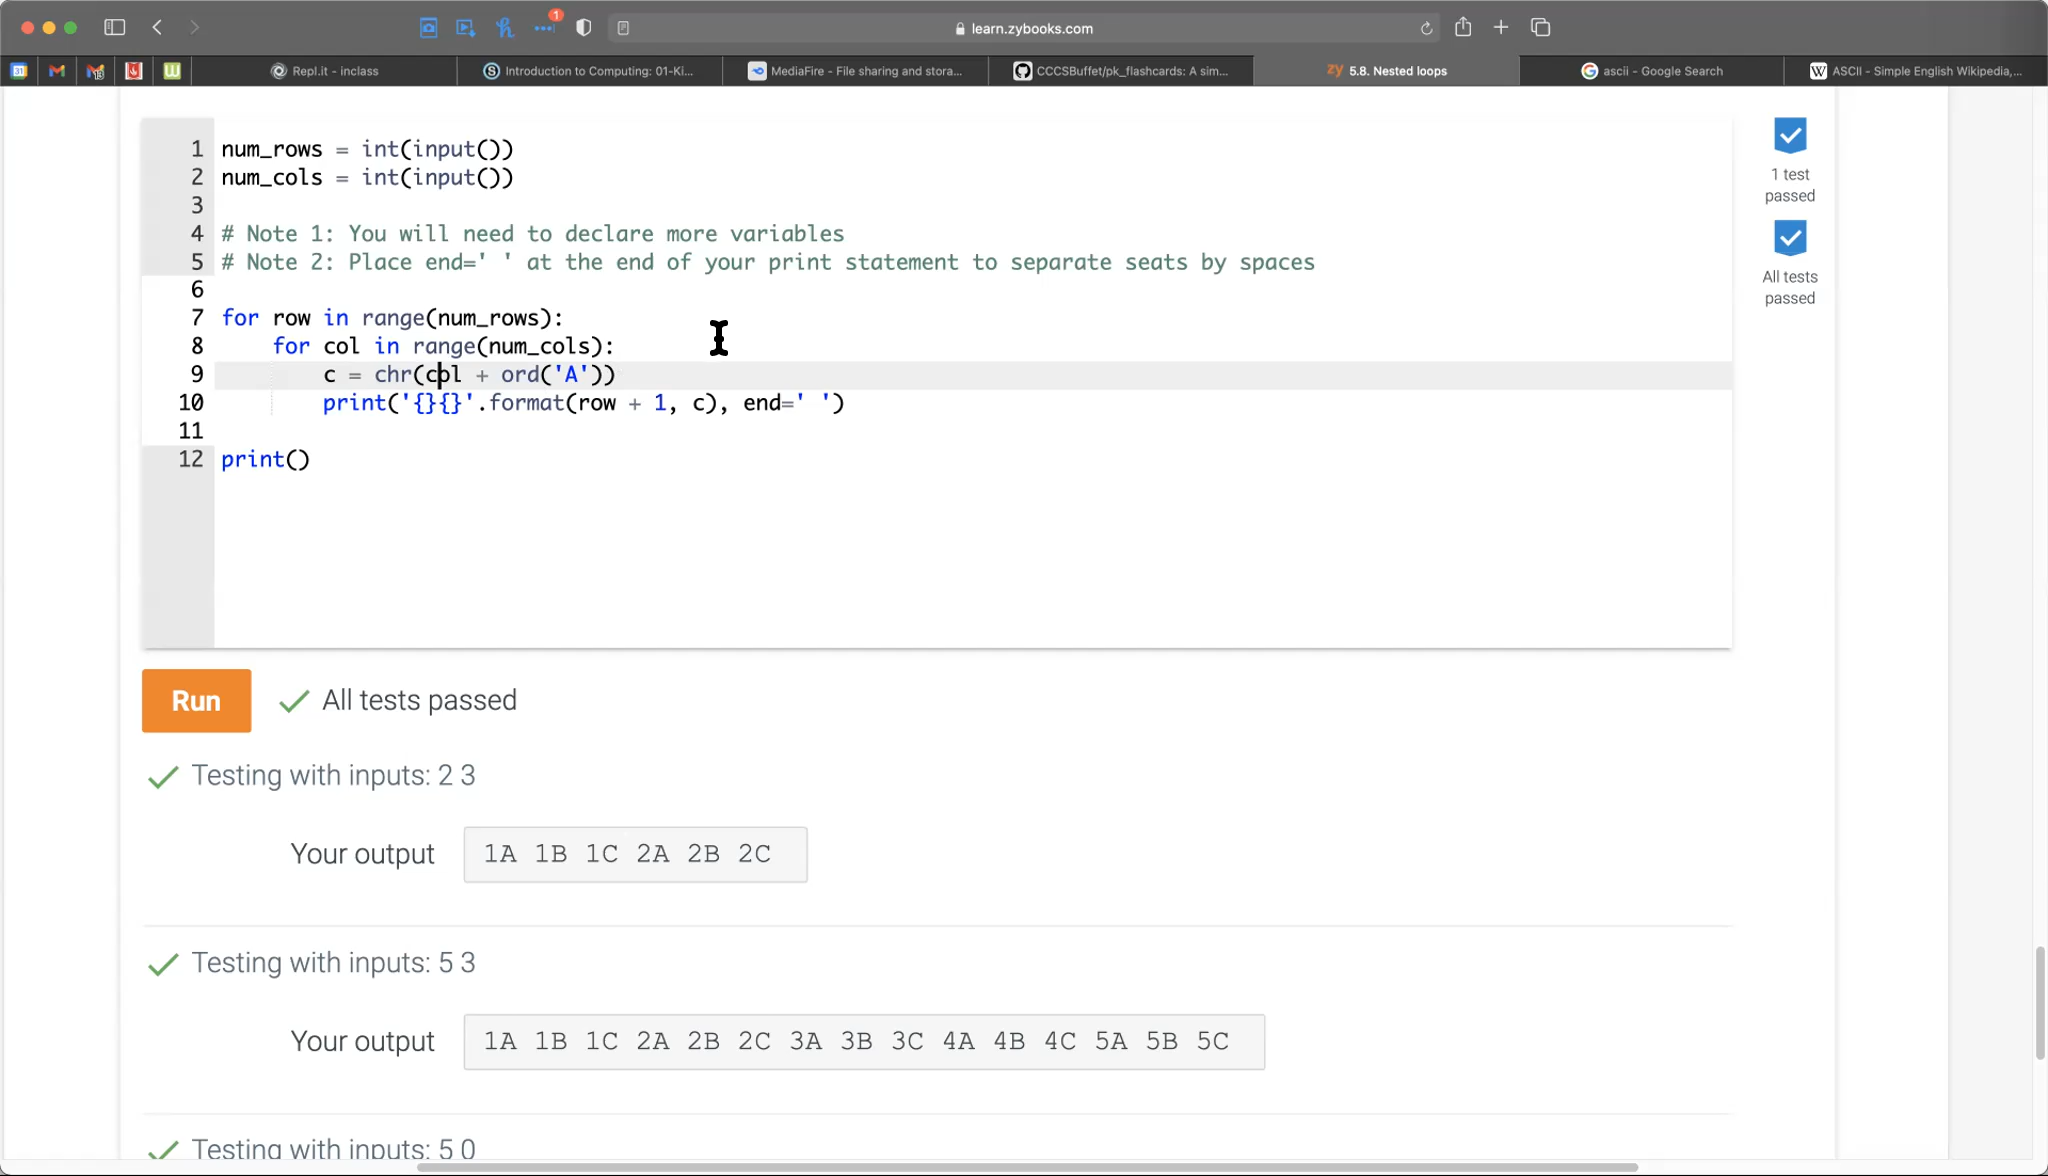 1
learn.zybooks.com
31
13
Repl.it - inclass
Introduction to Computing: 01-Ki...
MediaFire - File sharing and stora...
CCCSBuffet/pk_flashcards: A sim...
zy 5.8. Nested loops
ascii - Google Search
W ASCII - Simple English Wikipedia,...
1 num_rows = int(input())
2 num_cols = int(input())
3
4 # Note 1: You will need to declare more variables
5 # Note 2: Place end=' ' at the end of your print statement to separate seats by spaces
6
7 for row in range(num_rows):
8     for col in range(num_cols):
9         c = chr(col + ord('A'))
10         print('{}{}'.format(row + 1, c), end=' ')
11
12 print()
1 test
passed
All tests
passed
Run
All tests passed
Testing with inputs: 2 3
Your output
1A 1B 1C 2A 2B 2C
Testing with inputs: 5 3
Your output
1A 1B 1C 2A 2B 2C 3A 3B 3C 4A 4B 4C 5A 5B 5C
Testing with inputs: 5 0